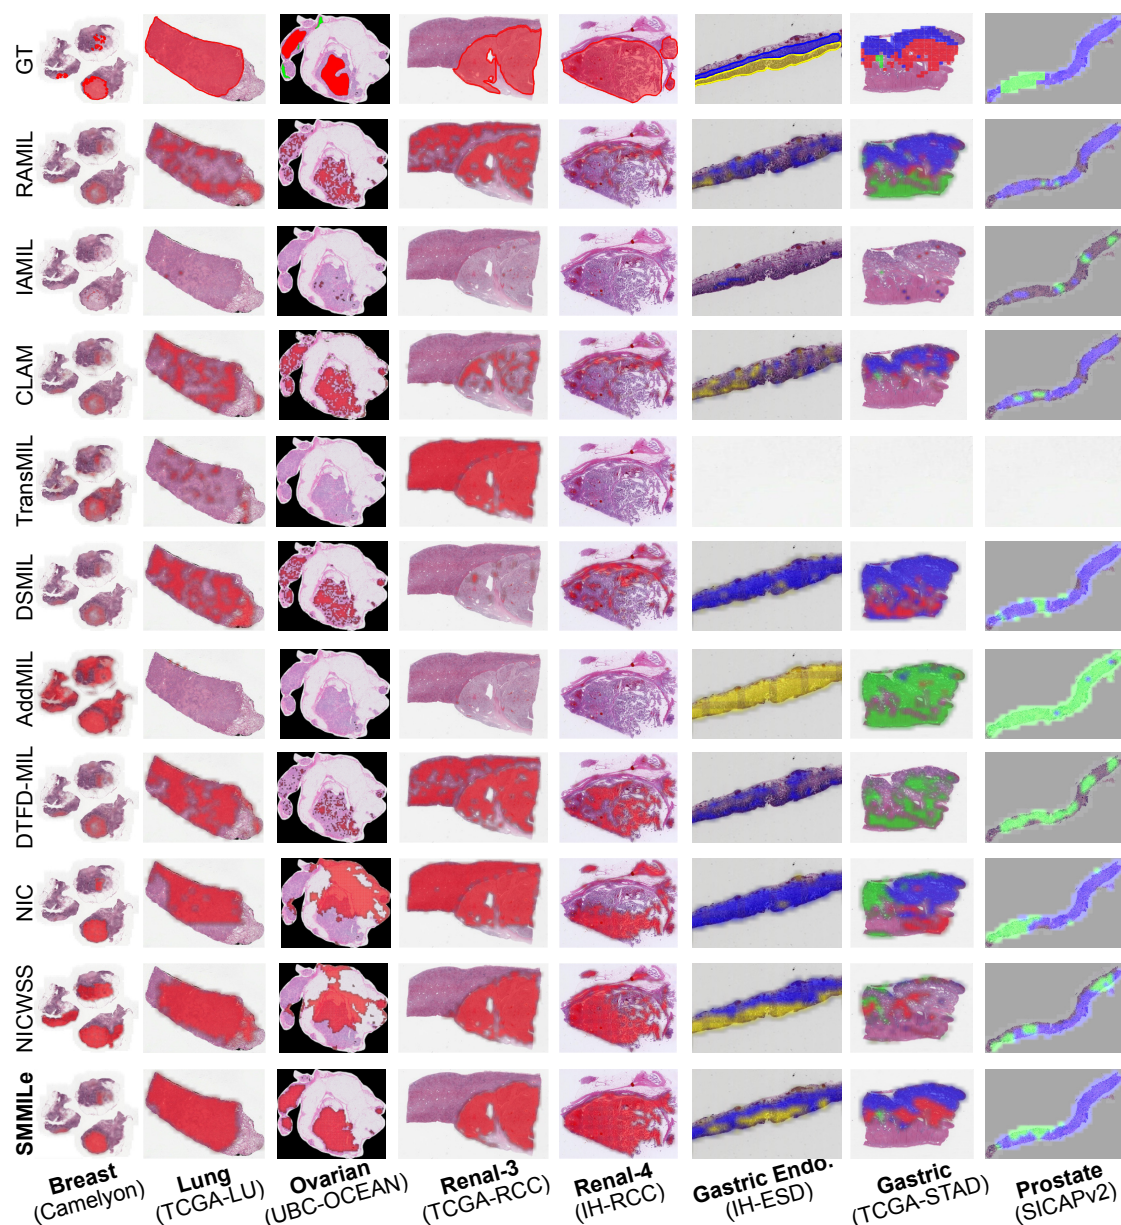 GT
RAMIL
IAMIL
CLAM
TransMIL
DSMIL
AddMIL
DTFD-MIL
NIC
NICWSS
SMMILe
Breast
(Camelyon)
Lung
(TCGA-LU)
Ovarian
(UBC-OCEAN)
Renal-3
(TCGA-RCC)
Renal-4
(IH-RCC)
Gastric Endo.
(IH-ESD)
Gastric
(TCGA-STAD)
Prostate
(SICAPv2)